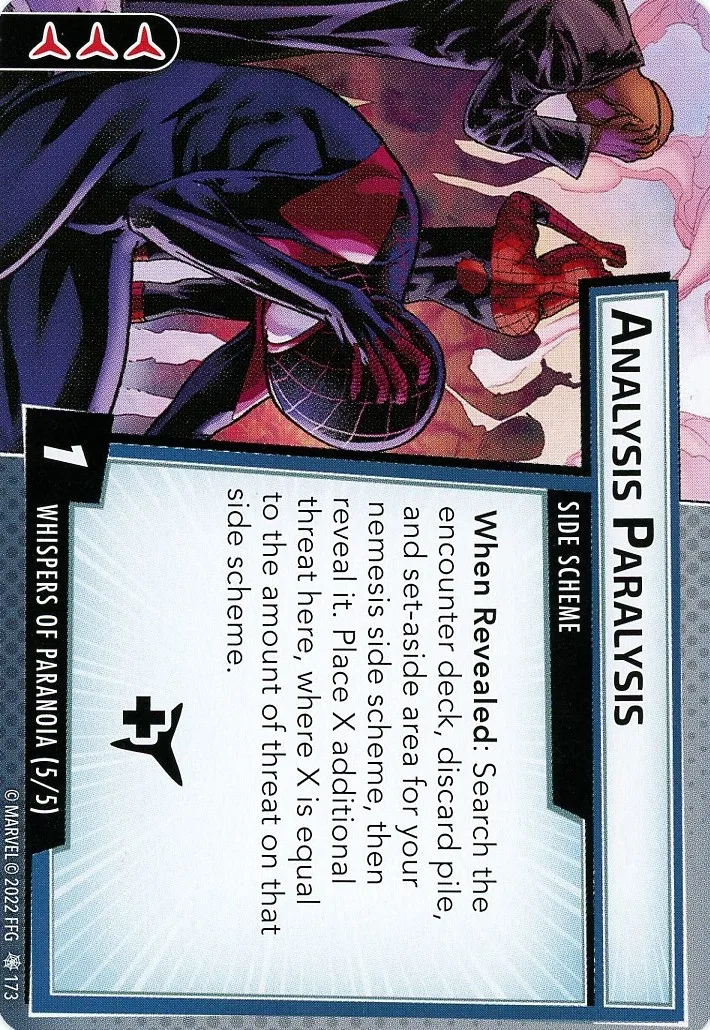 ANALYSIS PARALYSIS
SIDE SCHEME
When Revealed: Search the
encounter deck, discard pile,
and set-aside area for your
nemesis side scheme, then
reveal it. Place X additional
threat here, where X is equal
to the amount of threat on that
side scheme.
1
WHISPERS OF PARANOIA (5/5)
© MARVEL © 2022 FFG 173